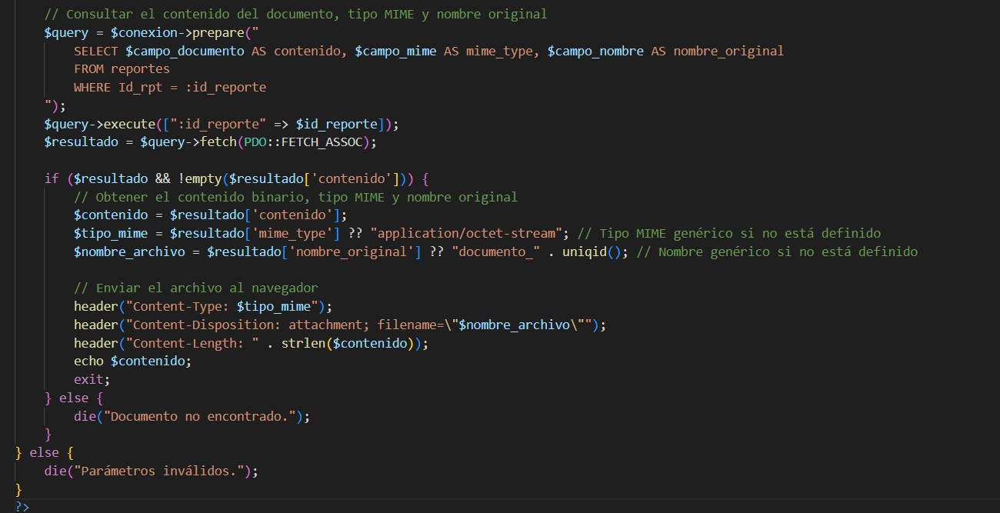 // Consultar el contenido del documento, tipo MIME y nombre original
$query = $conexion->prepare("
SELECT $campo_documento AS contenido, $campo_mime AS mime_type, $campo_nombre AS nombre_original
FROM reportes
WHERE Id_rpt = :id_reporte
");
$query->execute([":id_reporte" => $id_reporte]);
$resultado = $query->fetch(PDO::FETCH_ASSOC);
if ($resultado && !empty($resultado['contenido'])) {
// Obtener el contenido binario, tipo MIME y nombre original
$contenido = $resultado['contenido'];
$tipo_mime = $resultado['mime_type'] ?? "application/octet-stream"; // Tipo MIME genérico si no está definido
$nombre_archivo = $resultado['nombre_original'] ?? "documento_" . uniqid(); // Nombre genérico si no está definido
// Enviar el archivo al navegador
header("Content-Type: $tipo_mime");
header("Content-Disposition: attachment; filename=\"$nombre_archivo\"");
header("Content-Length: " . strlen($contenido));
echo $contenido;
exit;
} else {
die("Documento no encontrado.");
}
} else {
die("Parámetros inválidos.");
}
?>